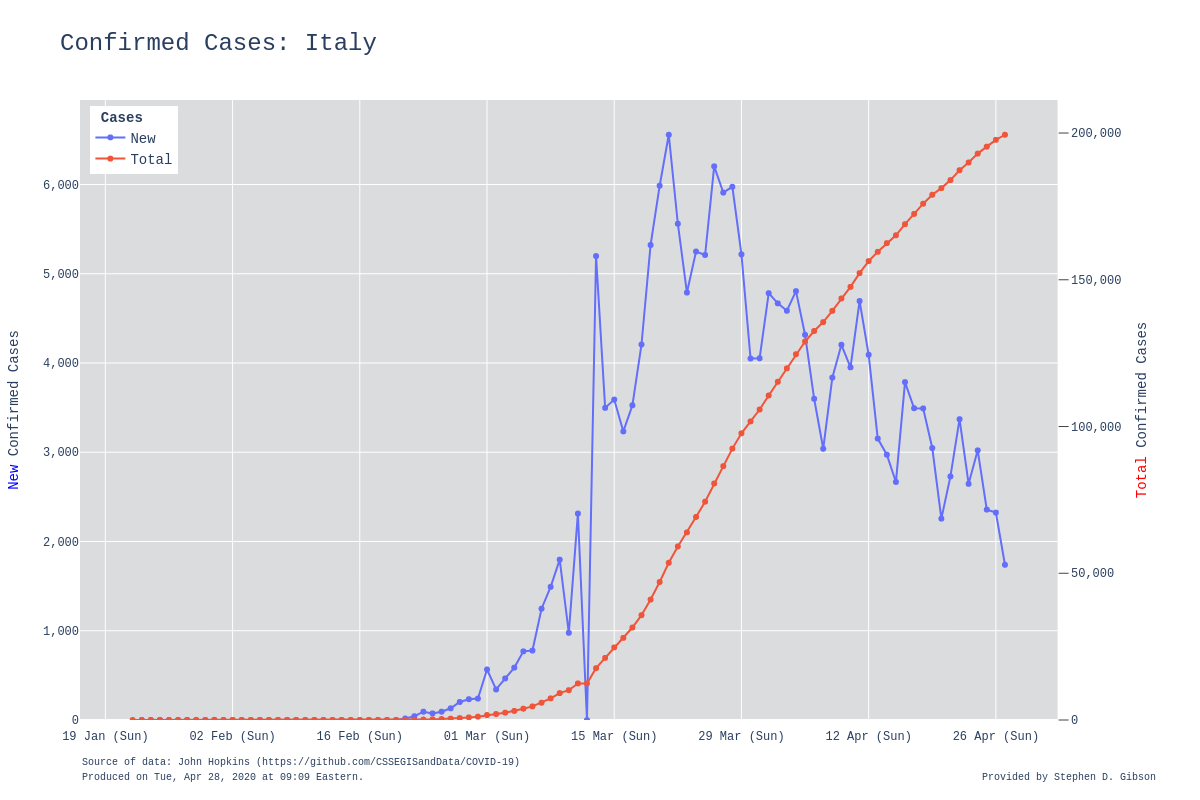 Confirmed Cases: Italy
Cases
New
Total
6,000
5,000
4,000
3,000
2,000
1,000
0
New Confirmed Cases
200,000
150,000
100,000
50,000
0
Total Confirmed Cases
19 Jan (Sun) 02 Feb (Sun) 16 Feb (Sun) 01 Mar (Sun) 15 Mar (Sun) 29 Mar (Sun) 12 Apr (Sun) 26 Apr (Sun)
Source of data: John Hopkins (https://github.com/CSSEGISandData/COVID-19)
Produced on Tue, Apr 28, 2020 at 09:09 Eastern.
Provided by Stephen D. Gibson